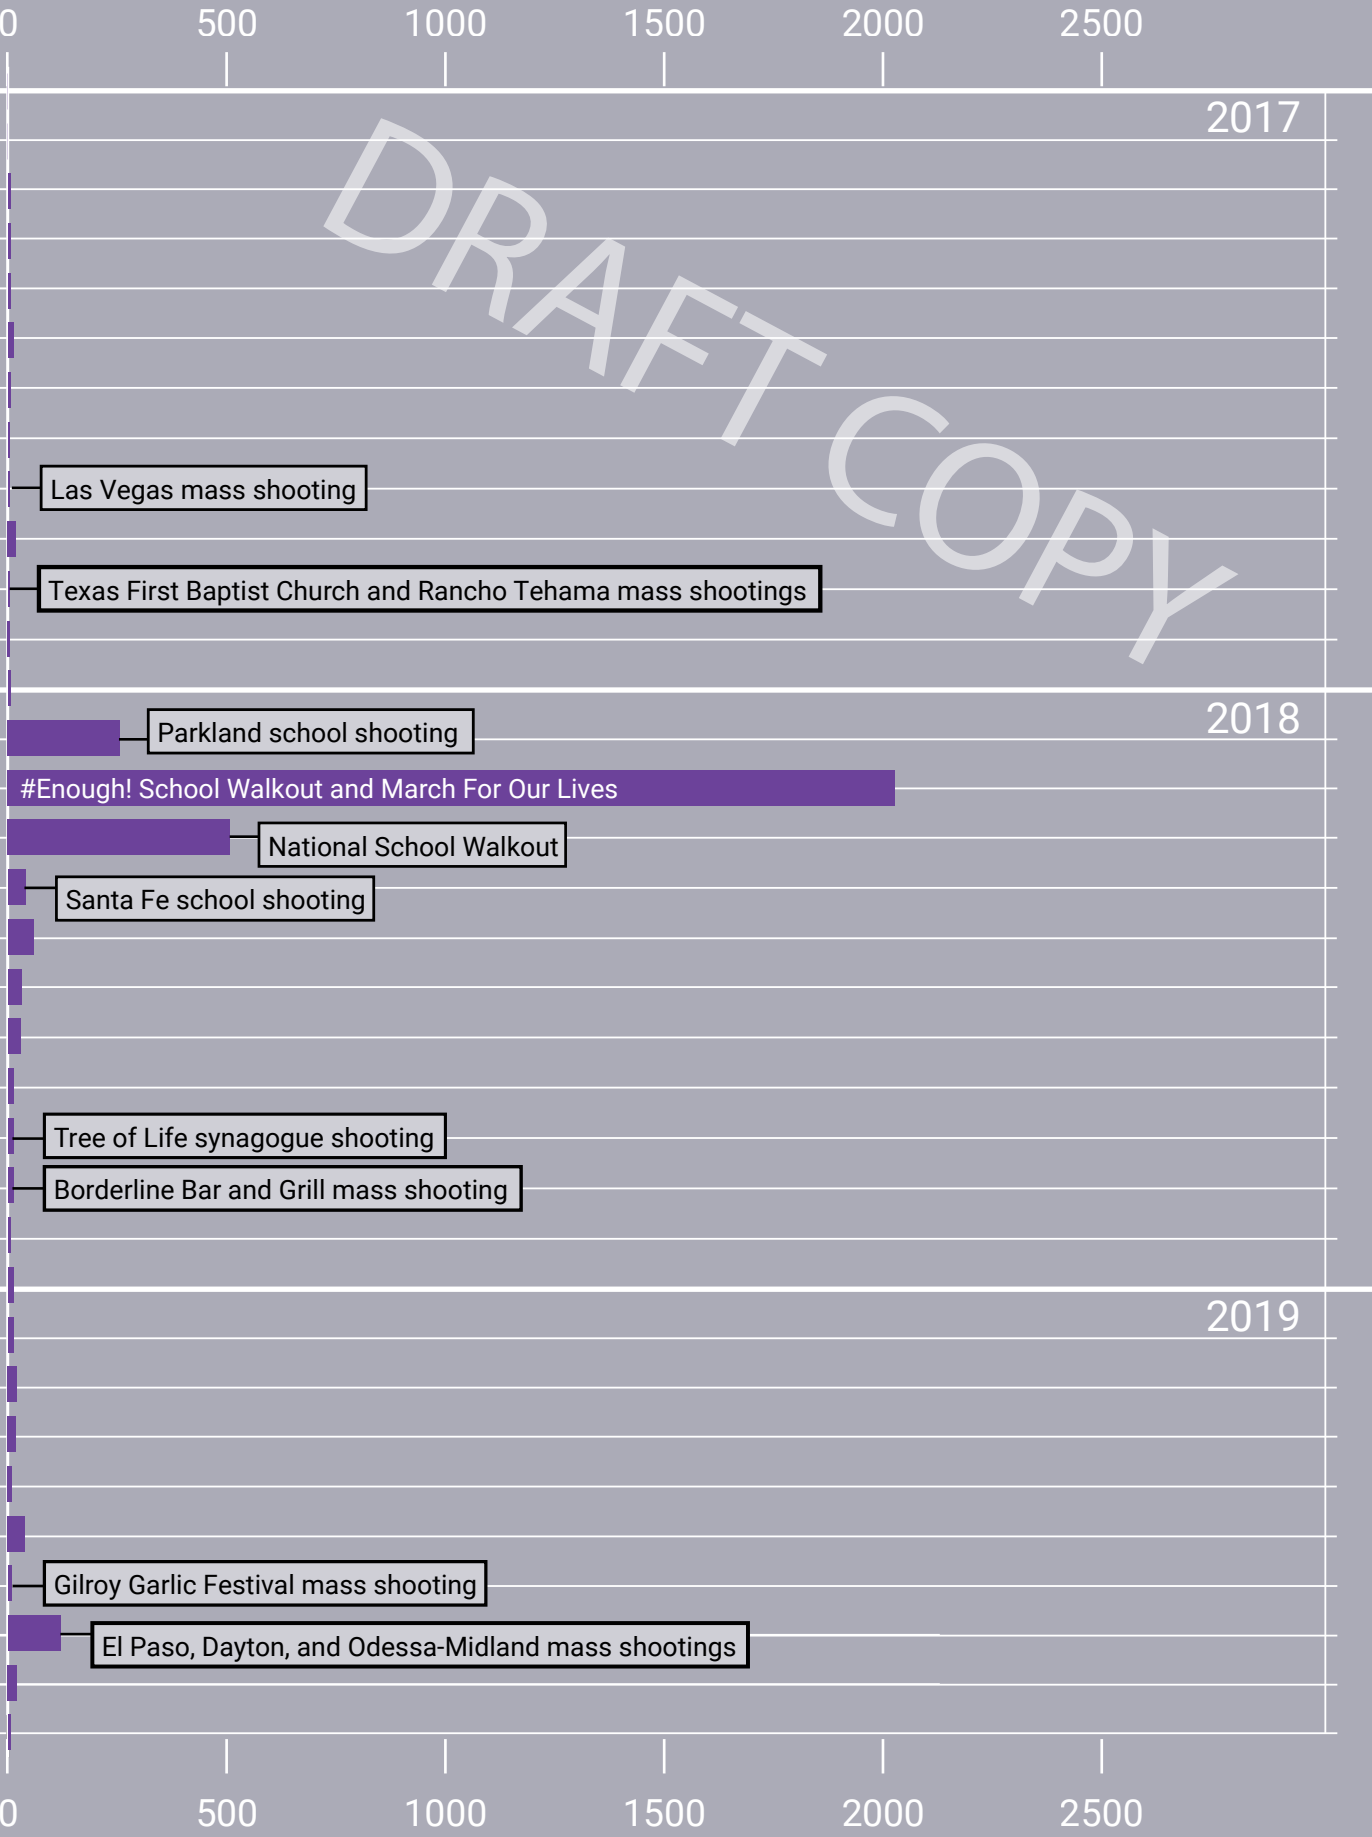 0 500 1000 1500 2000 2500
2017
DRAFT COPY
Las Vegas mass shooting
Texas First Baptist Church and Rancho Tehama mass shootings
2018
Parkland school shooting
#Enough! School Walkout and March For Our Lives
National School Walkout
Santa Fe school shooting
Tree of Life synagogue shooting
Borderline Bar and Grill mass shooting
2019
Gilroy Garlic Festival mass shooting
El Paso, Dayton, and Odessa-Midland mass shootings
0 500 1000 1500 2000 2500